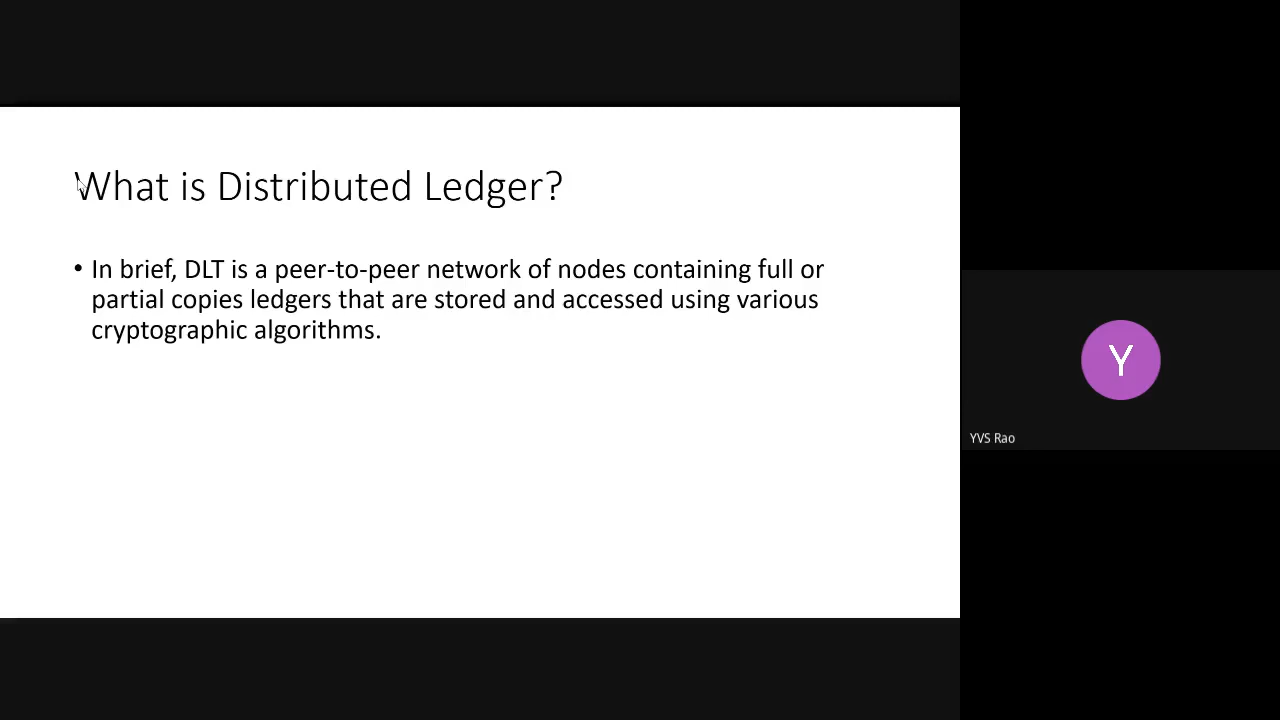 What is Distributed Ledger?
• In brief, DLT is a peer-to-peer network of nodes containing full or
partial copies ledgers that are stored and accessed using various
cryptographic algorithms.
Y
YVS Rao